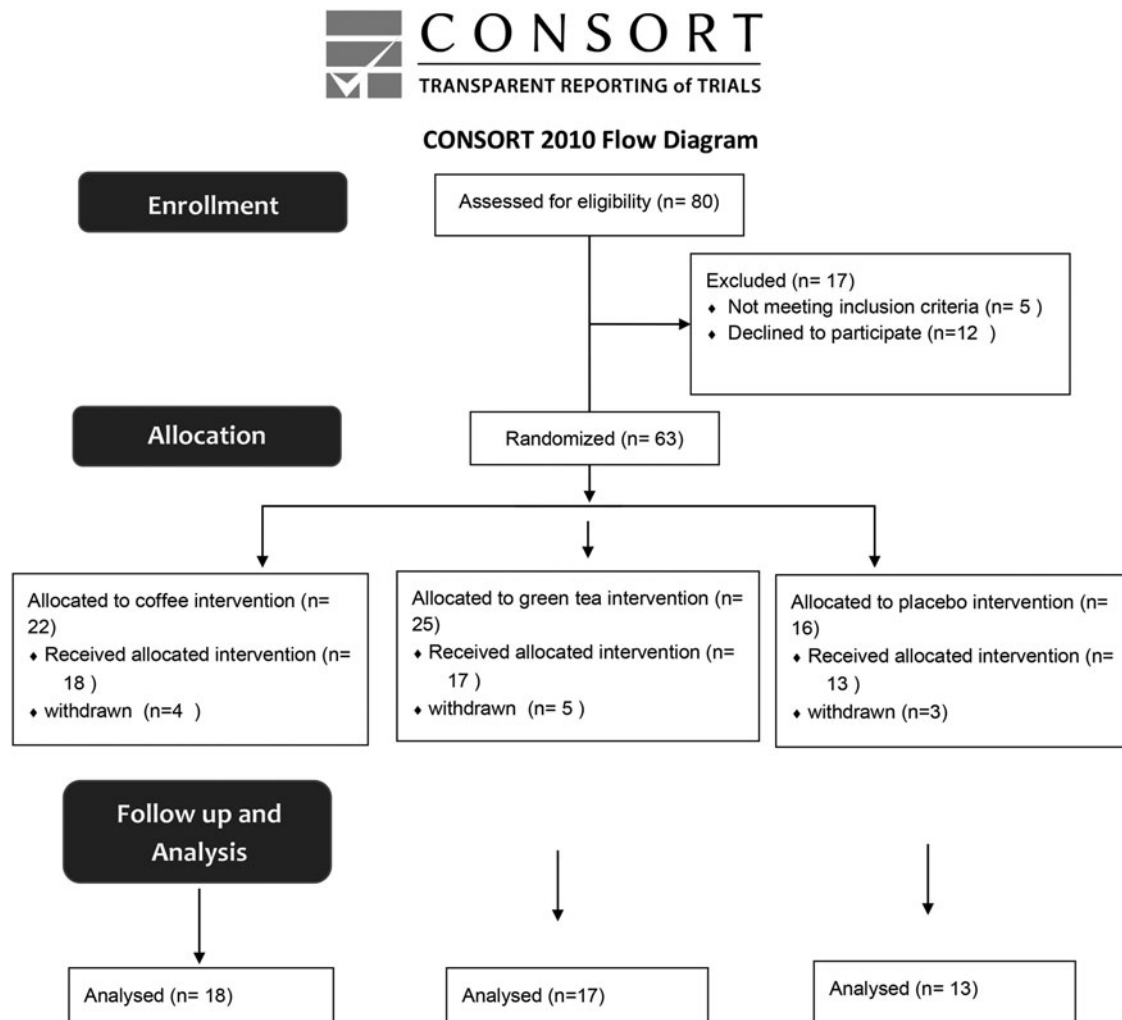 CONSORT
TRANSPARENT REPORTING of TRIALS
CONSORT 2010 Flow Diagram
Enrollment
Assessed for eligibility (n= 80)
Excluded (n= 17)
♦ Not meeting inclusion criteria (n= 5 )
♦ Declined to participate (n=12 )
Allocation
Randomized (n= 63)
Allocated to coffee intervention (n=
22)
♦ Received allocated intervention (n=
18 )
♦ withdrawn (n=4 )
Allocated to green tea intervention (n=
25)
♦ Received allocated intervention (n=
17 )
♦ withdrawn (n= 5 )
Allocated to placebo intervention (n=
16)
♦ Received allocated intervention (n=
13 )
♦ withdrawn (n=3)
Follow up and
Analysis
Analysed (n= 18)
Analysed (n=17)
Analysed (n= 13)